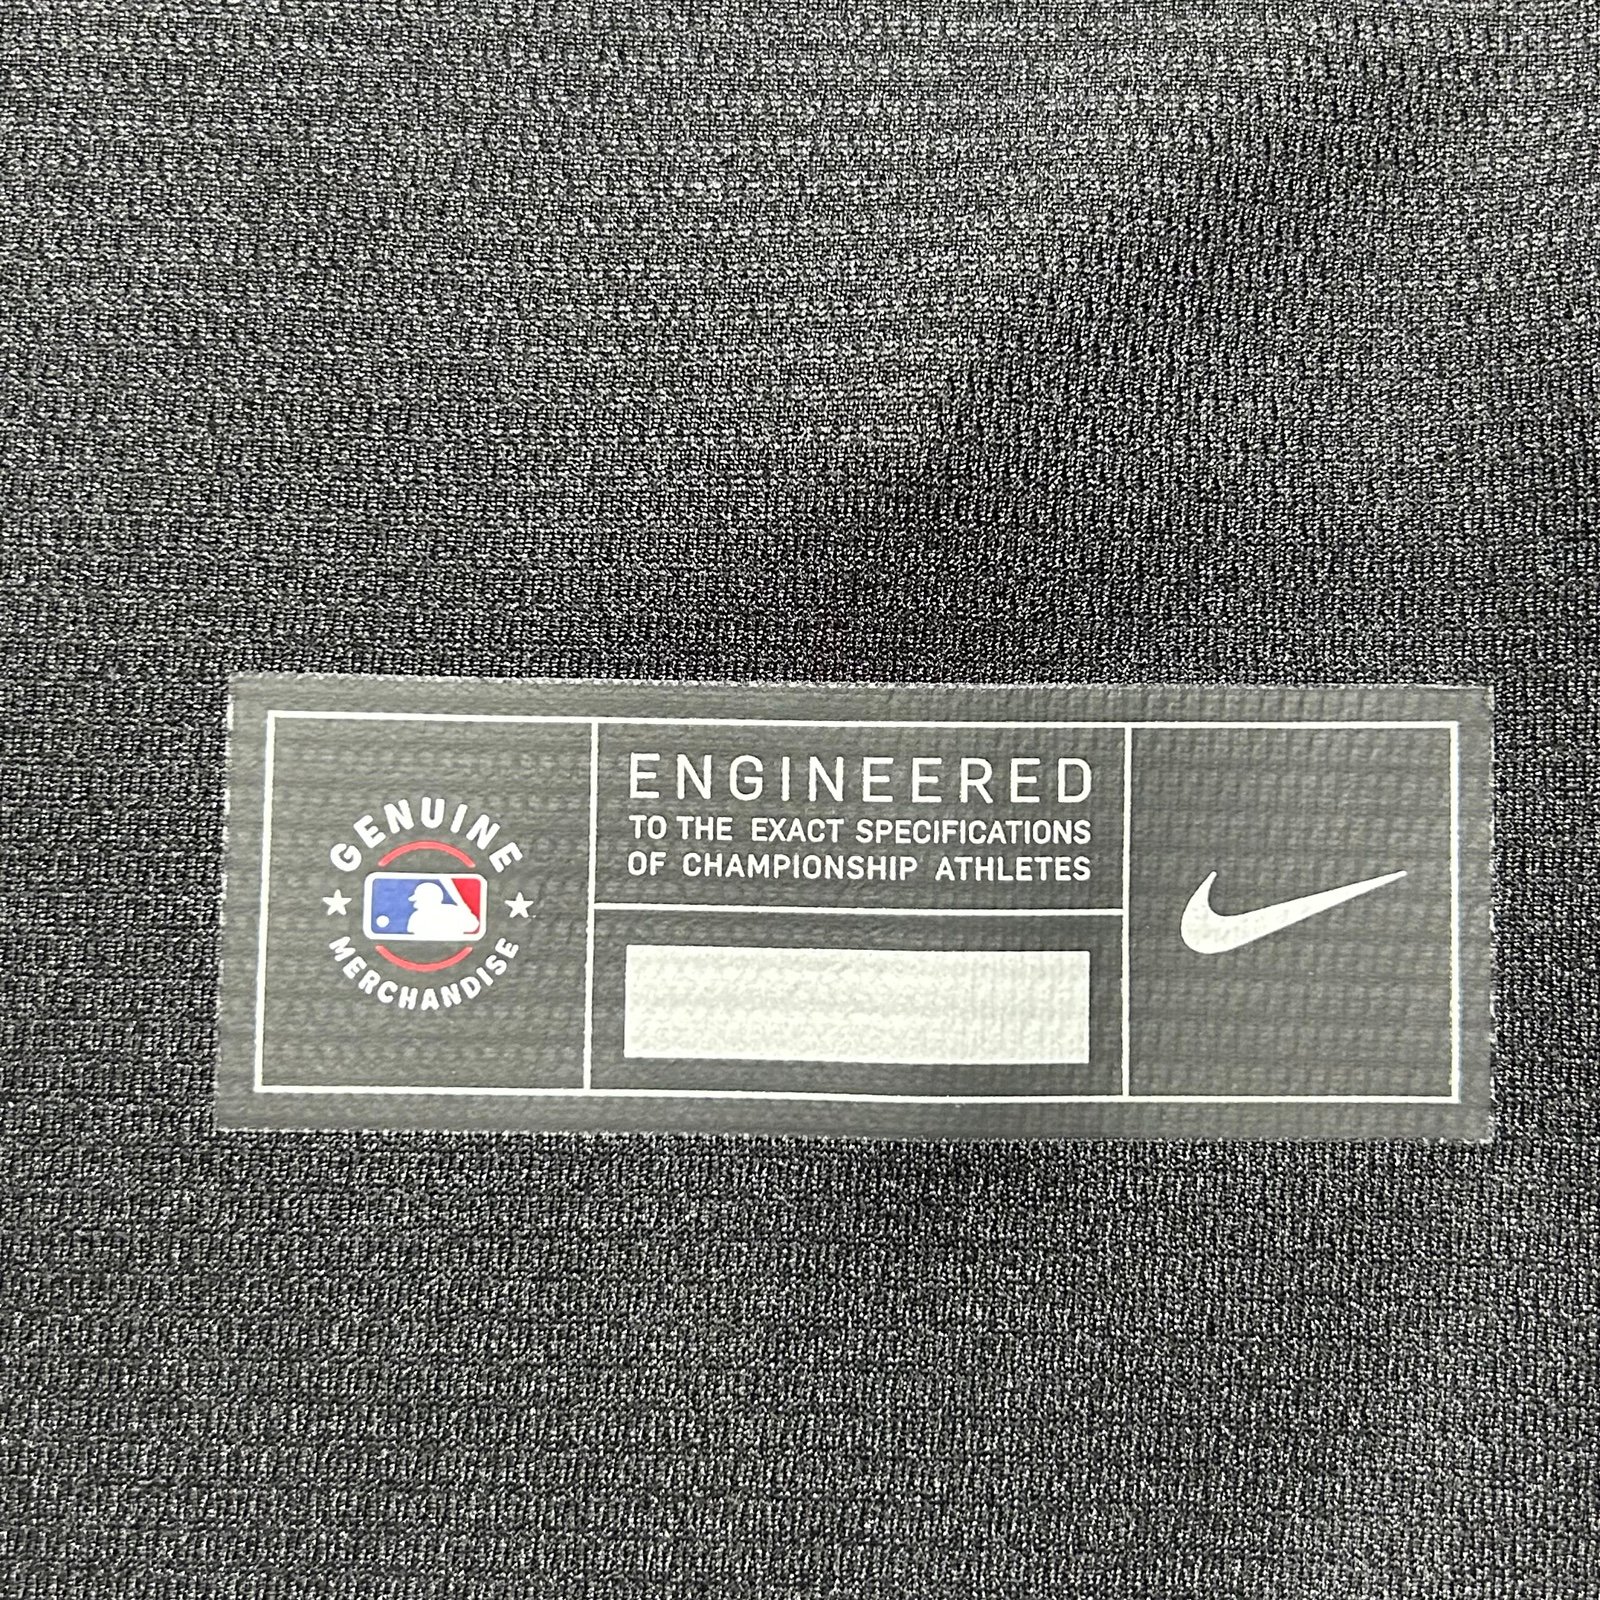 GENUINE
MERCHANDISE
ENGINEERED
TO THE EXACT SPECIFICATIONS
OF CHAMPIONSHIP ATHLETES